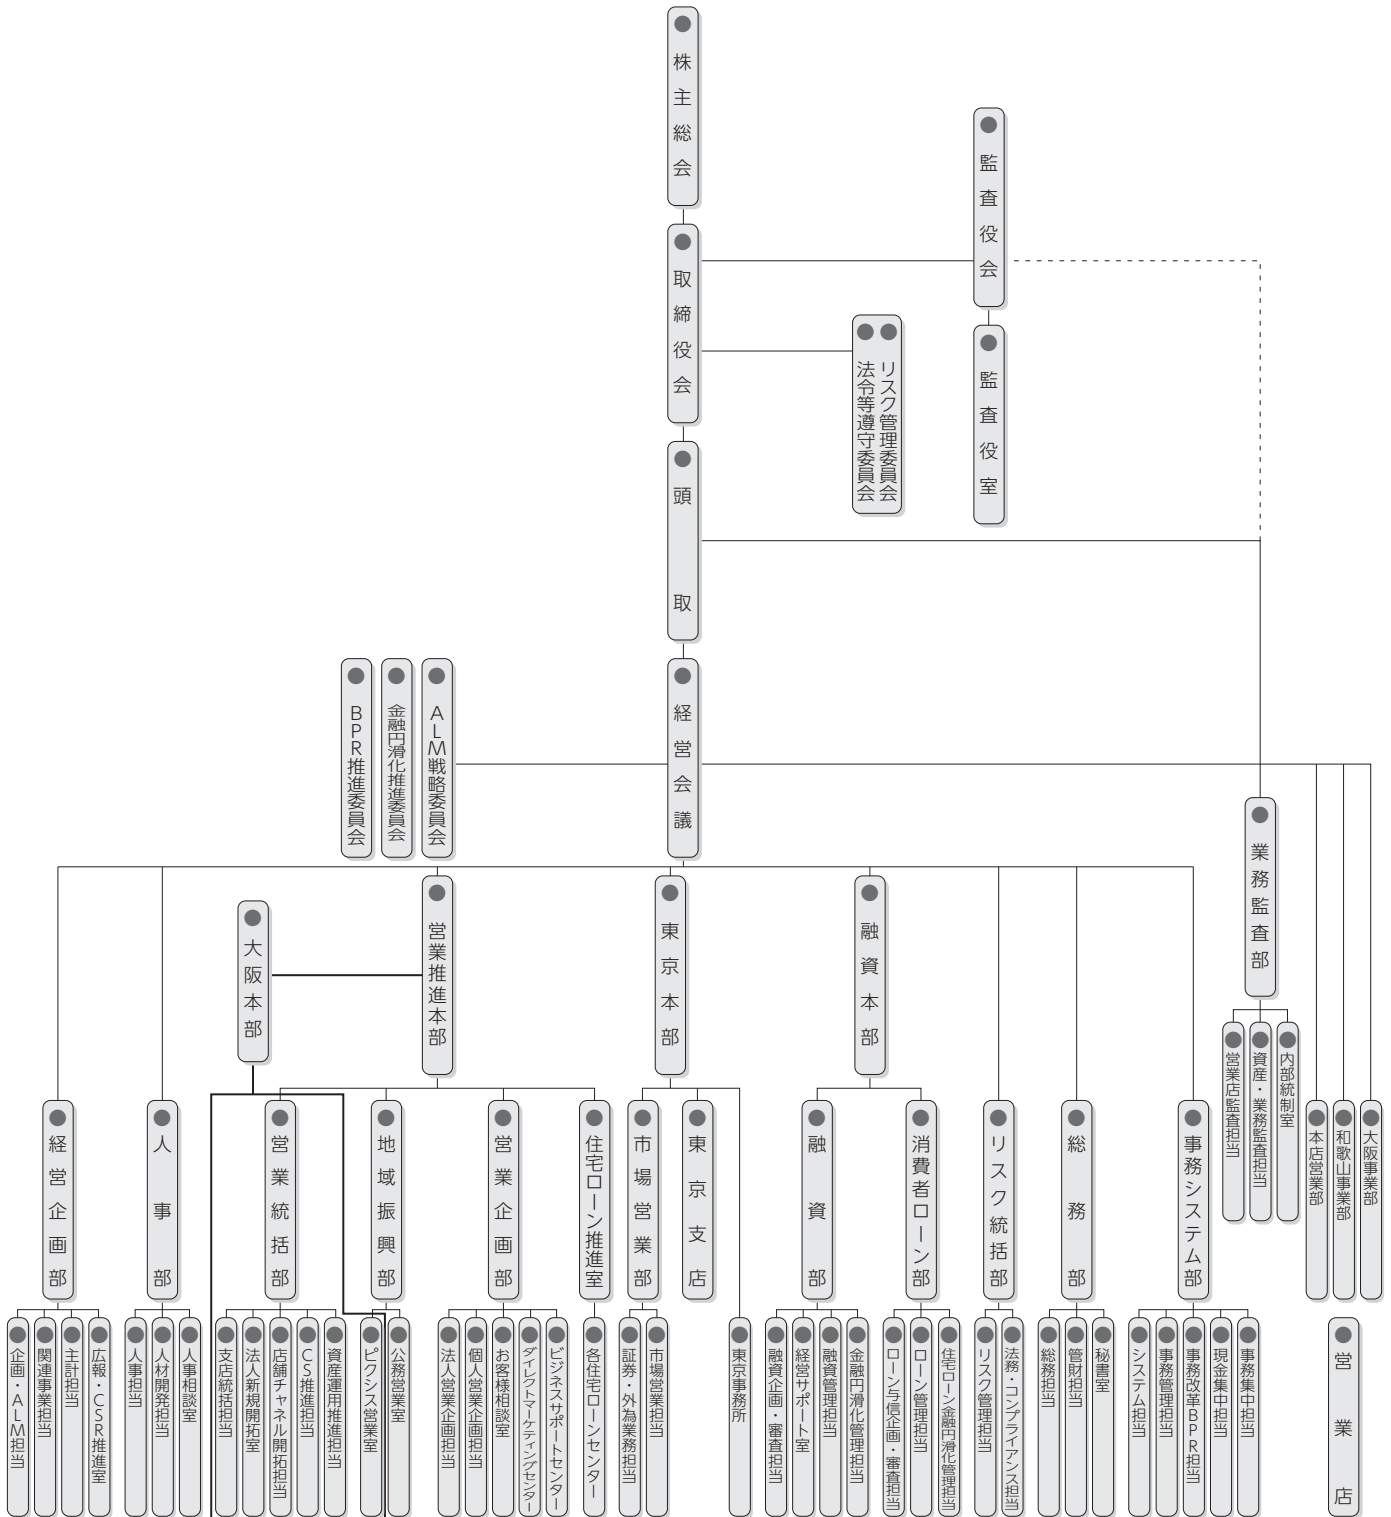 株主総会
取締役会
監査役会
監査役室
リスク管理委員会
法令等遵守委員会
頭取
経営会議
ALM戦略委員会
金融円滑化推進委員会
BPR推進委員会
業務監査部
内部統制室
資産・業務監査担当
営業店監査担当
大阪事業部
和歌山事業部
本店営業部
営業店
融資本部
東京本部
営業推進本部
大阪本部
事務システム部
事務集中担当
現金集中担当
事務改革BPR担当
事務管理担当
システム担当
総務部
秘書室
管財担当
総務担当
リスク統括部
法務・コンプライアンス担当
リスク管理担当
消費者ローン部
住宅ローン金融円滑化管理担当
ローン管理担当
ローン与信企画・審査担当
融資部
金融円滑化管理担当
融資管理担当
経営サポート室
融資企画・審査担当
東京事務所
東京支店
市場営業部
市場営業担当
証券・外為業務担当
住宅ローン推進室
各住宅ローンセンター
営業企画部
ビジネスサポートセンター
ダイレクトマーケティングセンター
お客様相談室
個人営業企画担当
法人営業企画担当
地域振興部
公務営業室
ピクシス営業室
営業統括部
資産運用推進担当
CS推進担当
店舗チャネル開拓担当
法人新規開拓室
支店統括担当
人事部
人事相談室
人材開発担当
人事担当
経営企画部
広報・CSR推進室
主計担当
関連事業担当
企画・ALM担当